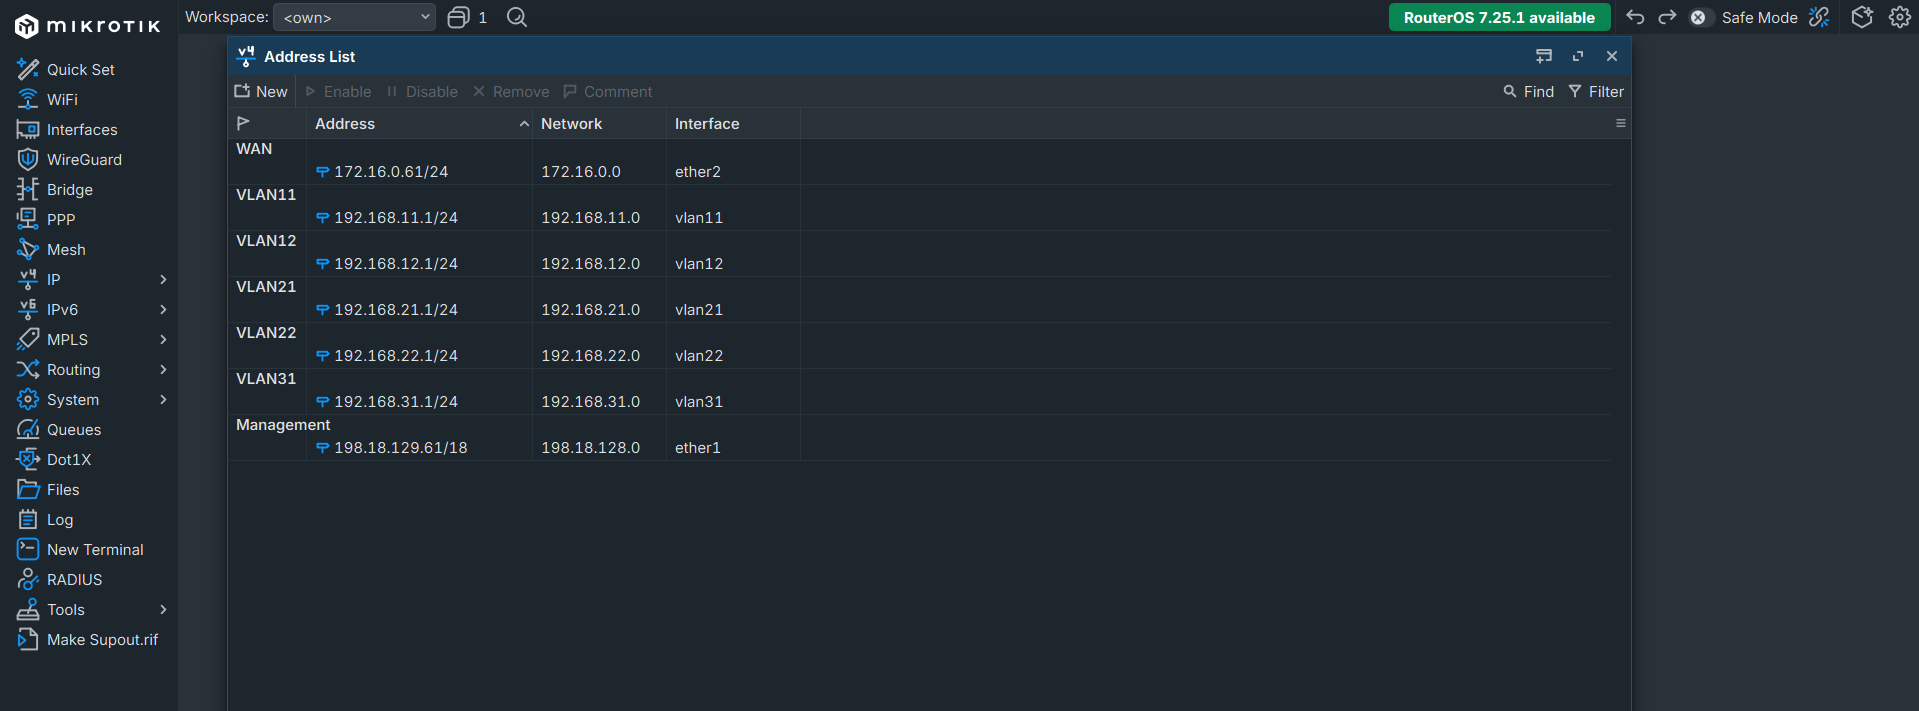 MIKROTIK
Workspace: <own> 1
RouterOS 7.25.1 available
Safe Mode
Quick Set
WiFi
Interfaces
WireGuard
Bridge
PPP
Mesh
v4 IP
v6 IPv6
MPLS
Routing
System
Queues
Dot1X
Files
Log
New Terminal
RADIUS
Tools
Make Supout.rif
v4 Address List
New Enable Disable Remove Comment Find Filter
Address Network Interface
WAN
172.16.0.61/24 172.16.0.0 ether2
VLAN11
192.168.11.1/24 192.168.11.0 vlan11
VLAN12
192.168.12.1/24 192.168.12.0 vlan12
VLAN21
192.168.21.1/24 192.168.21.0 vlan21
VLAN22
192.168.22.1/24 192.168.22.0 vlan22
VLAN31
192.168.31.1/24 192.168.31.0 vlan31
Management
198.18.129.61/18 198.18.128.0 ether1